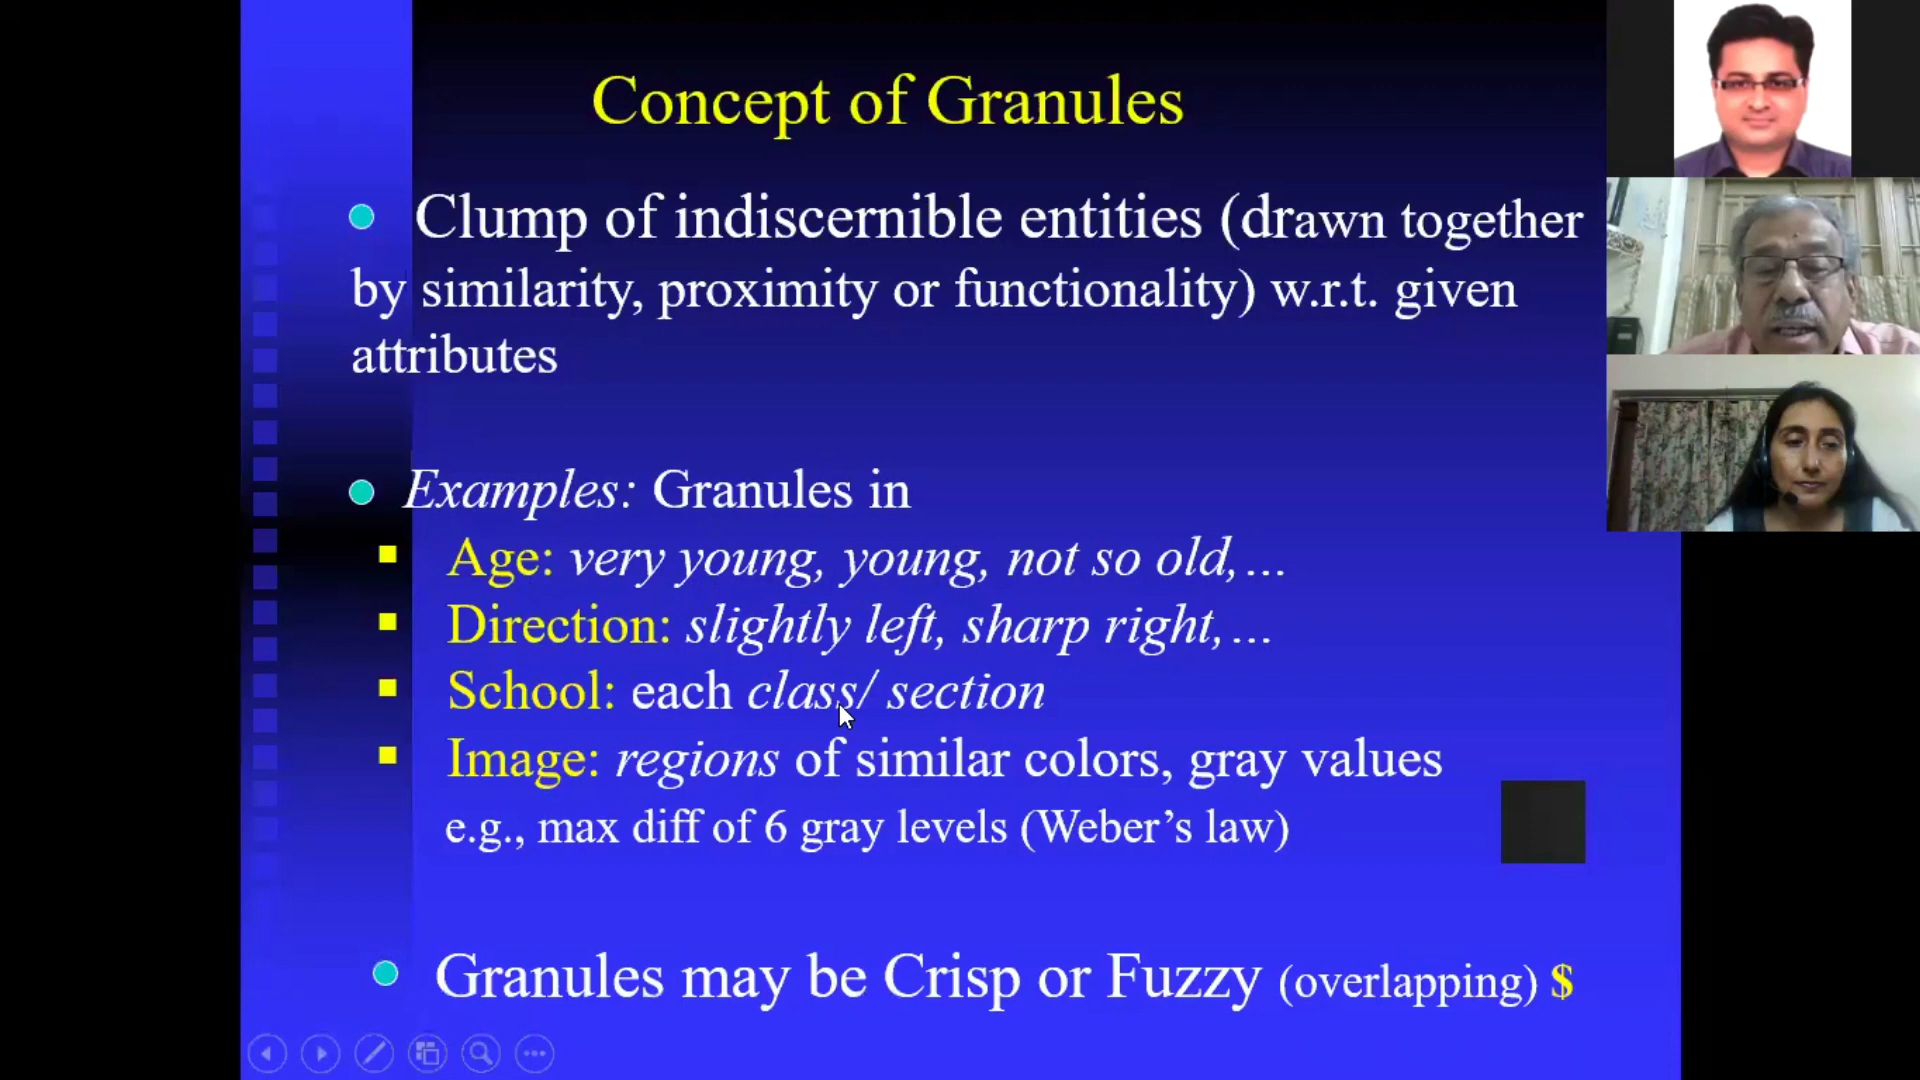 Concept of Granules
Clump of indiscernible entities (drawn together
by similarity, proximity or functionality) w.r.t. given
attributes
Examples: Granules in
Age: very young, young, not so old,…
Direction: slightly left, sharp right,…
School: each class/ section
Image: regions of similar colors, gray values
e.g., max diff of 6 gray levels (Weber’s law)
Granules may be Crisp or Fuzzy (overlapping) $